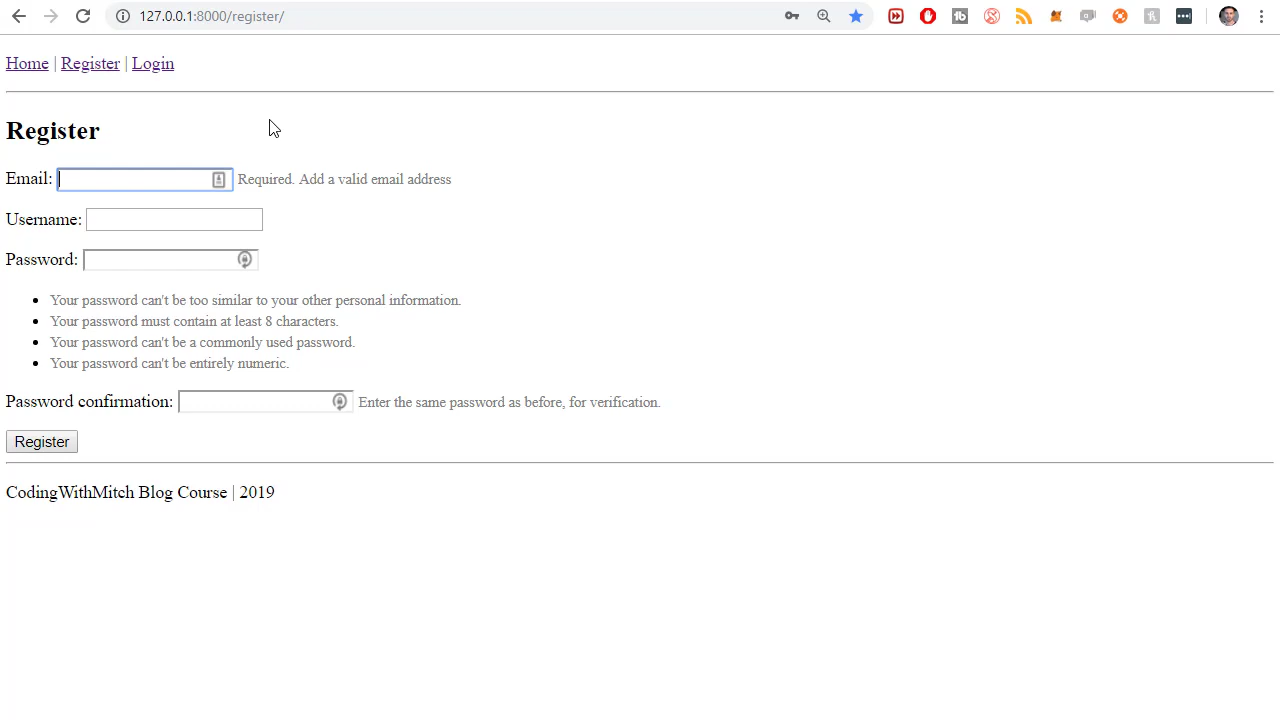 127.0.0.1:8000/register/
Home | Register | Login
Register
Email: Required. Add a valid email address
Username:
Password:
Your password can't be too similar to your other personal information.
Your password must contain at least 8 characters.
Your password can't be a commonly used password.
Your password can't be entirely numeric.
Password confirmation: Enter the same password as before, for verification.
Register
CodingWithMitch Blog Course | 2019